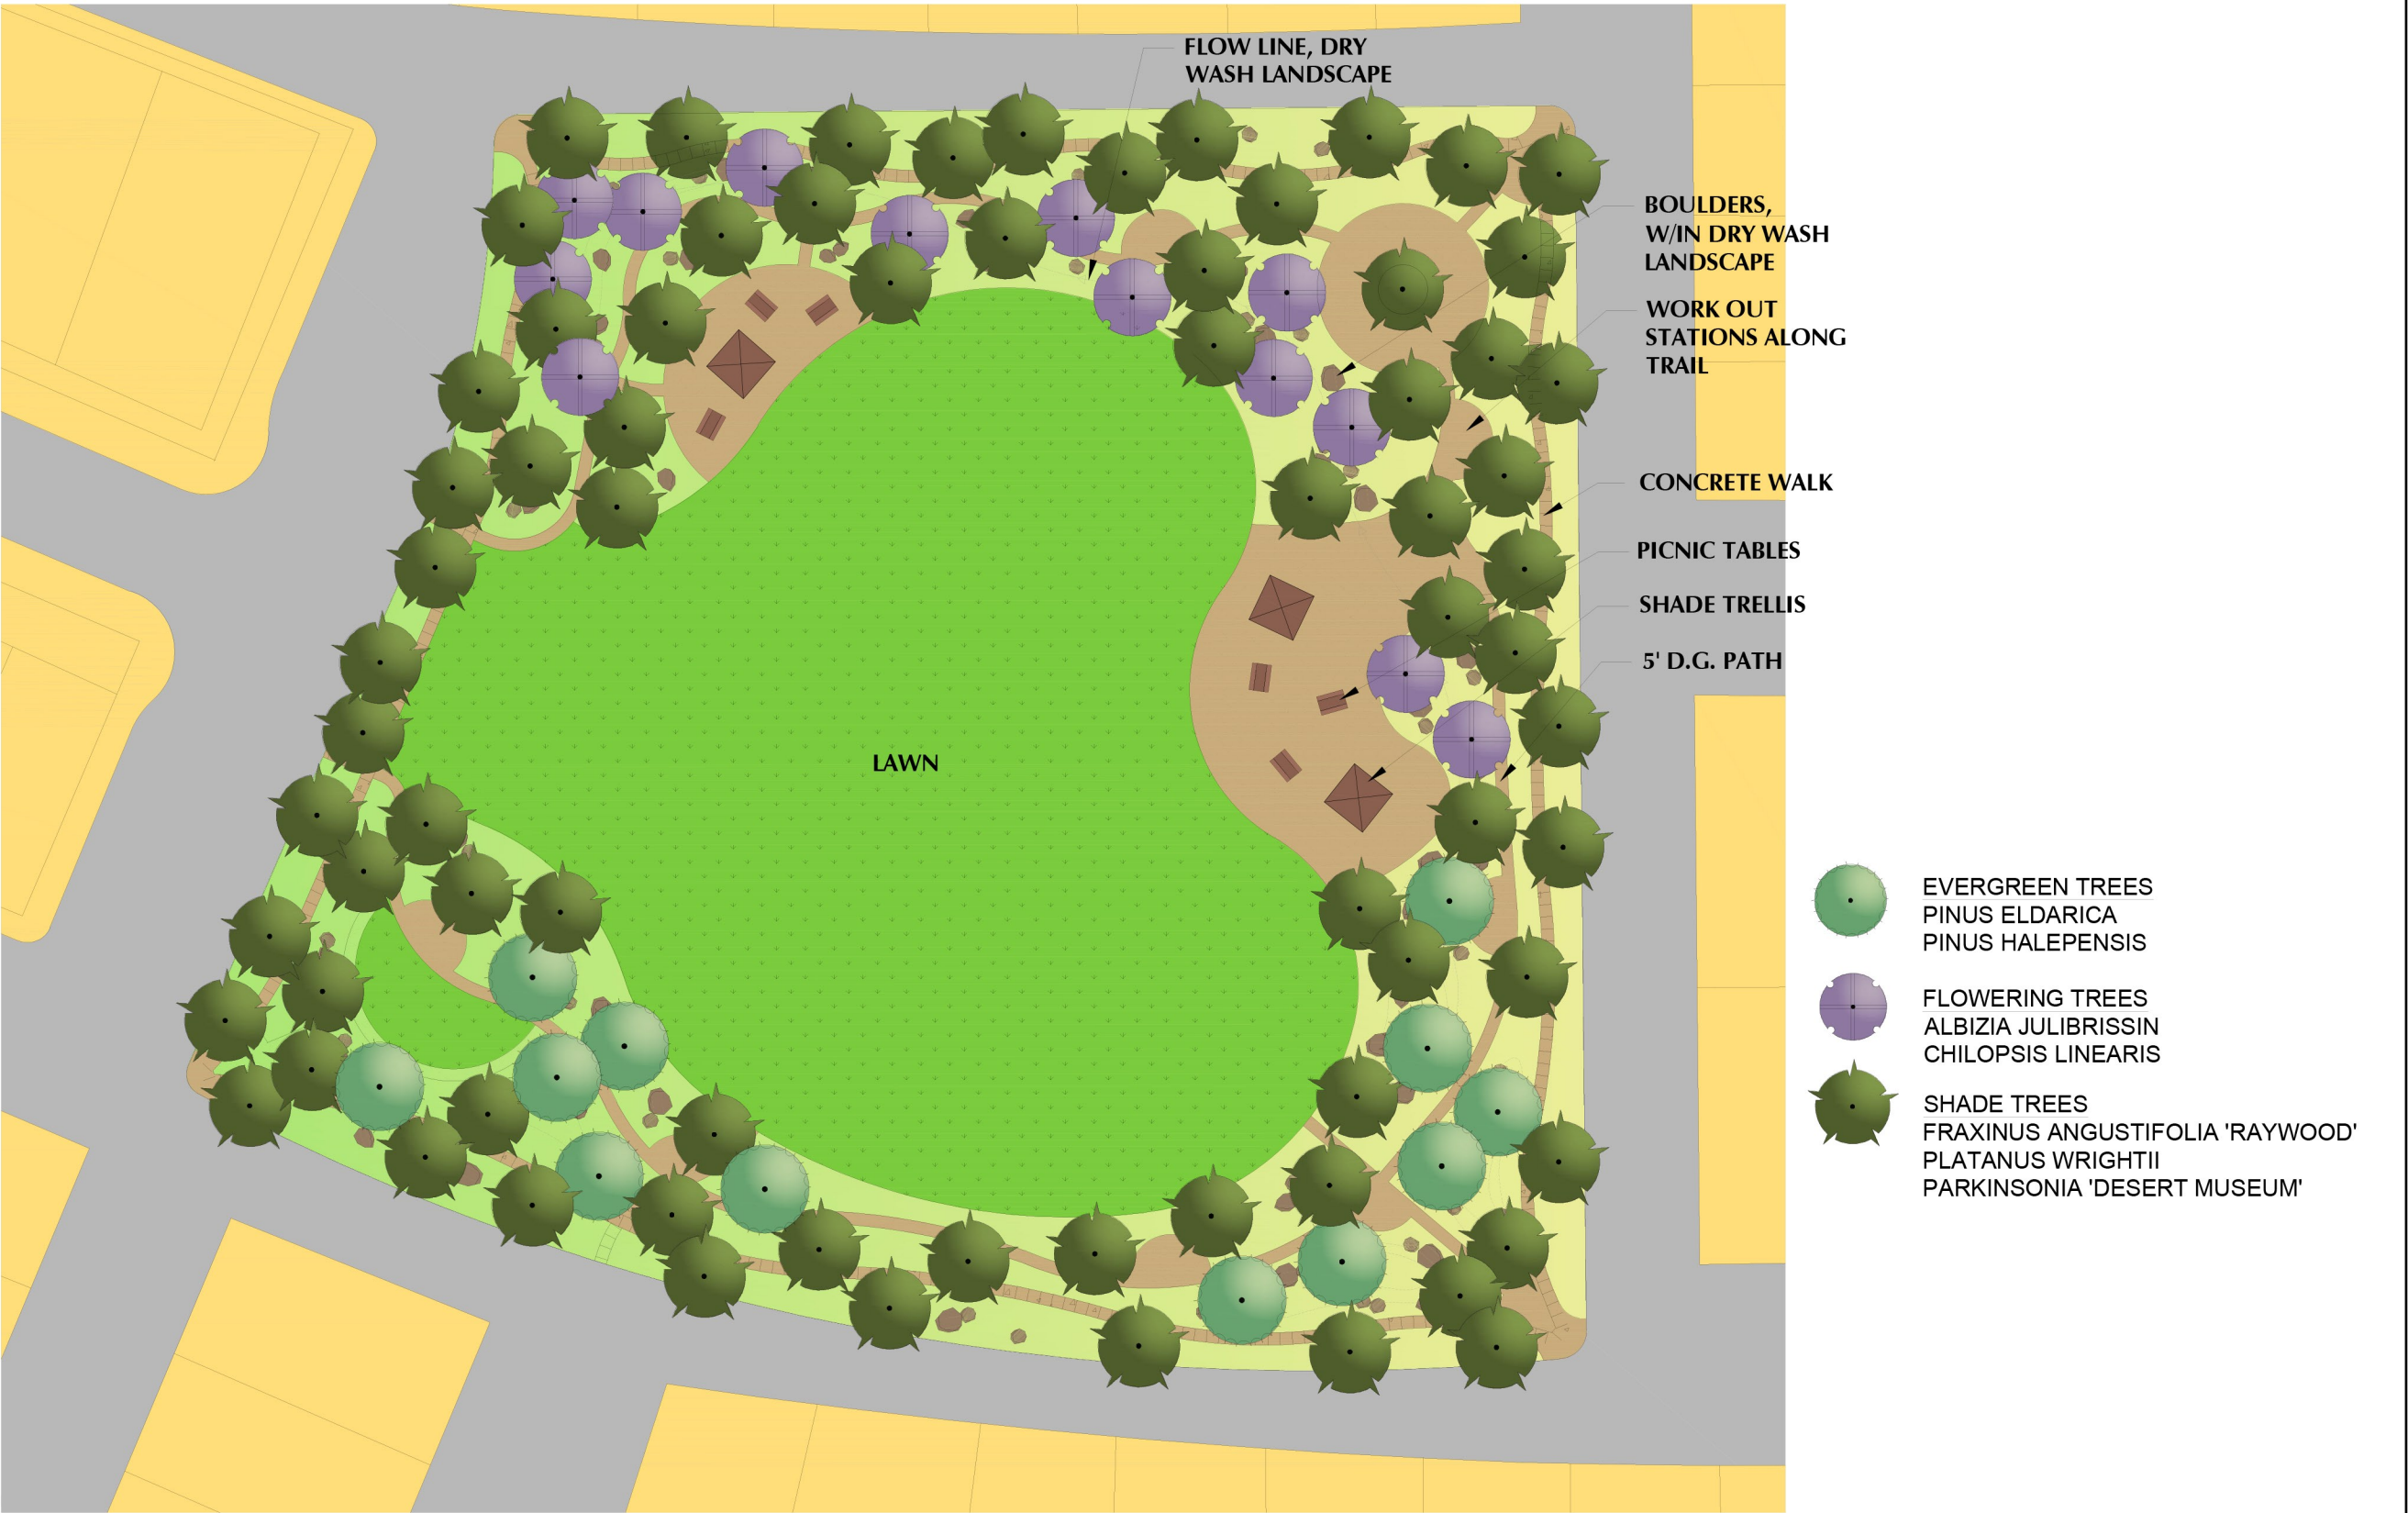 FLOW LINE, DRY
WASH LANDSCAPE
BOULDERS,
W/IN DRY WASH
LANDSCAPE
WORK OUT
STATIONS ALONG
TRAIL
CONCRETE WALK
PICNIC TABLES
SHADE TRELLIS
5' D.G. PATH
LAWN
EVERGREEN TREES
PINUS ELDARICA
PINUS HALEPENSIS
FLOWERING TREES
ALBIZIA JULIBRISSIN
CHILOPSIS LINEARIS
SHADE TREES
FRAXINUS ANGUSTIFOLIA 'RAYWOOD'
PLATANUS WRIGHTII
PARKINSONIA 'DESERT MUSEUM'